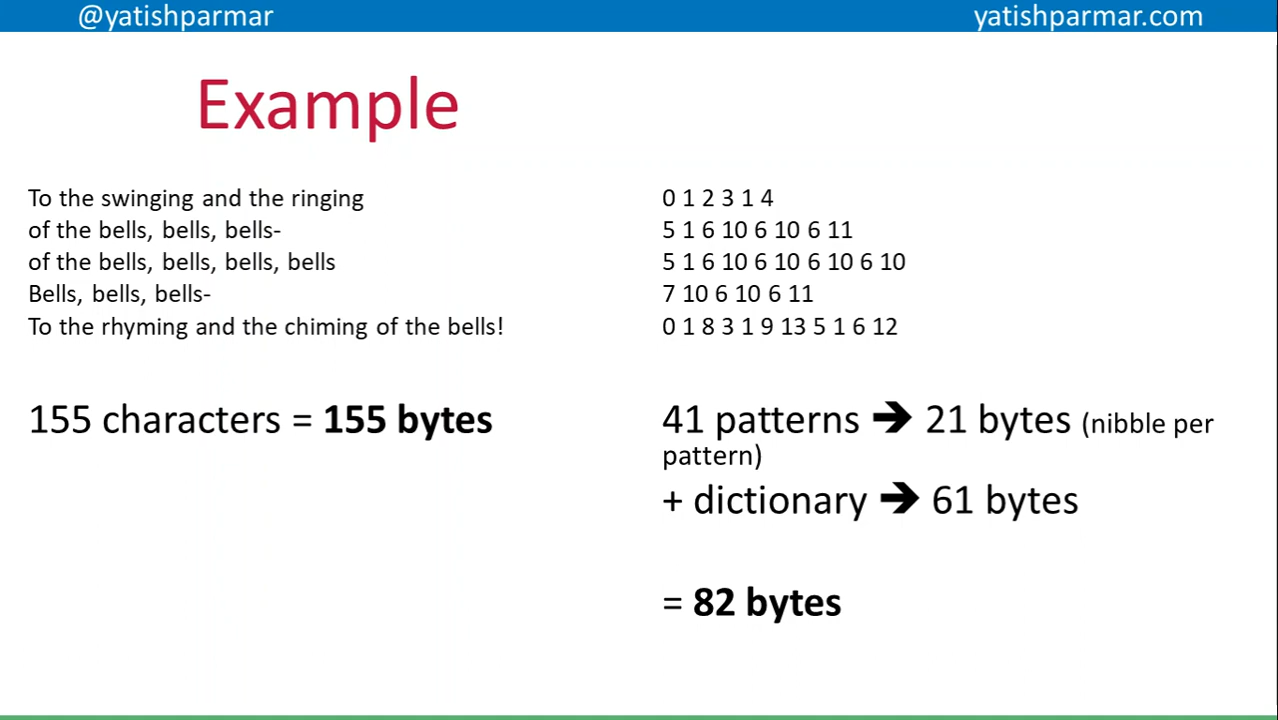 @yatishparmar
yatishparmar.com
Example
To the swinging and the ringing
of the bells, bells, bells-
of the bells, bells, bells, bells
Bells, bells, bells-
To the rhyming and the chiming of the bells!
155 characters = 155 bytes
0 1 2 3 1 4
5 1 6 10 6 10 6 11
5 1 6 10 6 10 6 10 6 10
7 10 6 10 6 11
0 1 8 3 1 9 13 5 1 6 12
41 patterns 🡪 21 bytes (nibble per
pattern)
+ dictionary 🡪 61 bytes
= 82 bytes